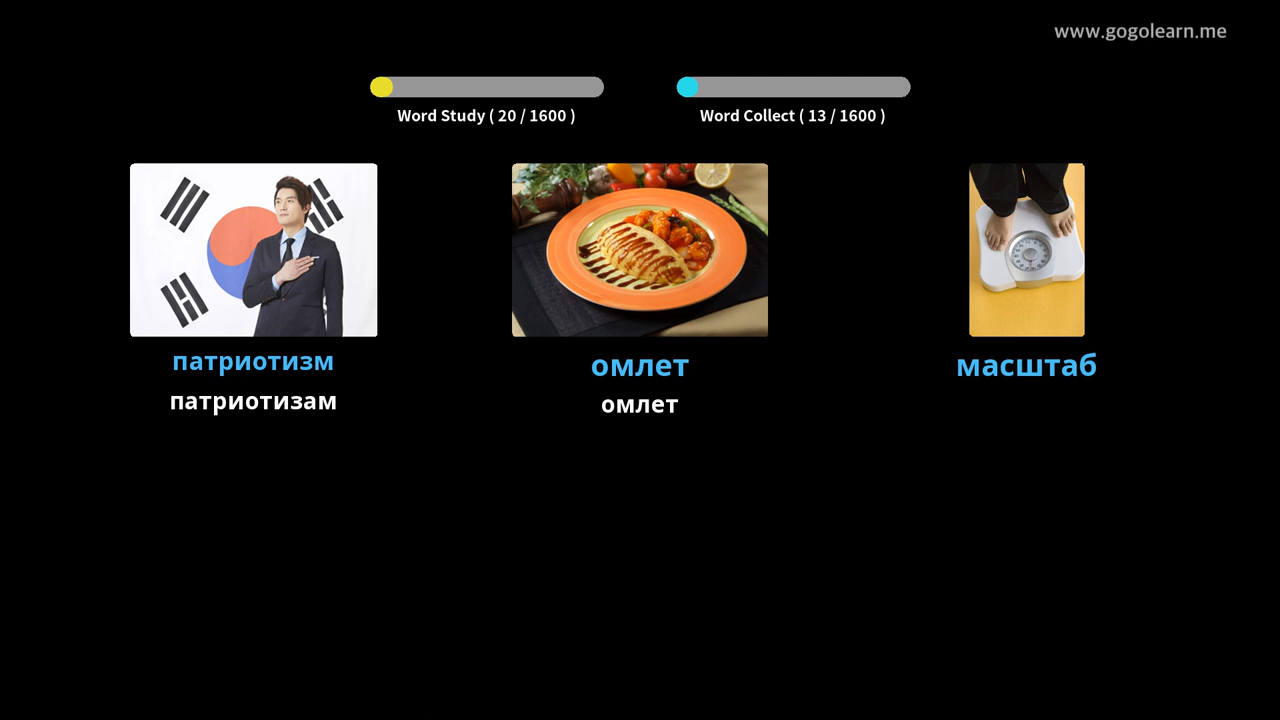 www.gogolearn.me
Word Study ( 20 / 1600 )
Word Collect ( 13 / 1600 )
патриотизм
патриотизам
омлет
омлет
масштаб